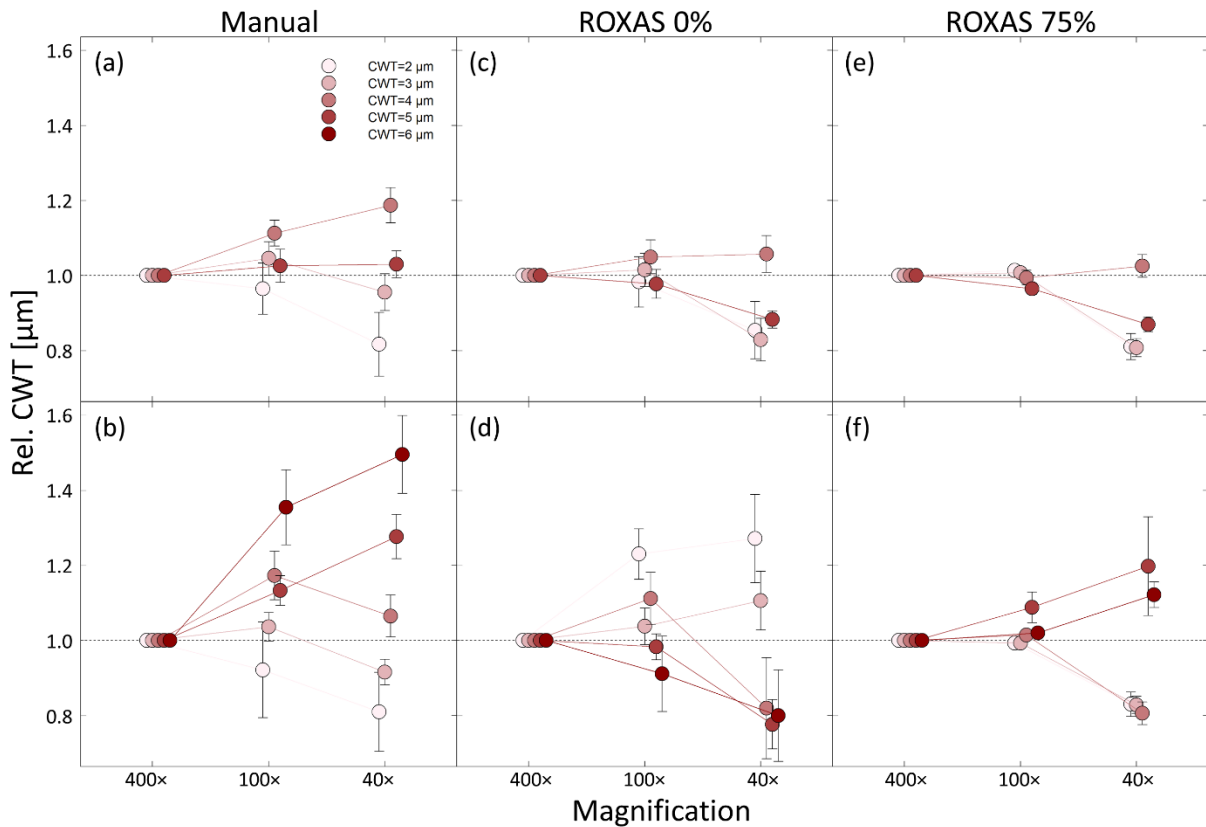 Manual
ROXAS 0%
ROXAS 75%
Rel. CWT [µm]
1.6
1.4
1.2
1.0
0.8
(a)
CWT=2 µm
CWT=3 µm
CWT=4 µm
CWT=5 µm
CWT=6 µm
(c)
(e)
1.6
1.4
1.2
1.0
0.8
(b)
(d)
(f)
400× 100× 40× 400× 100× 40× 400× 100× 40×
Magnification